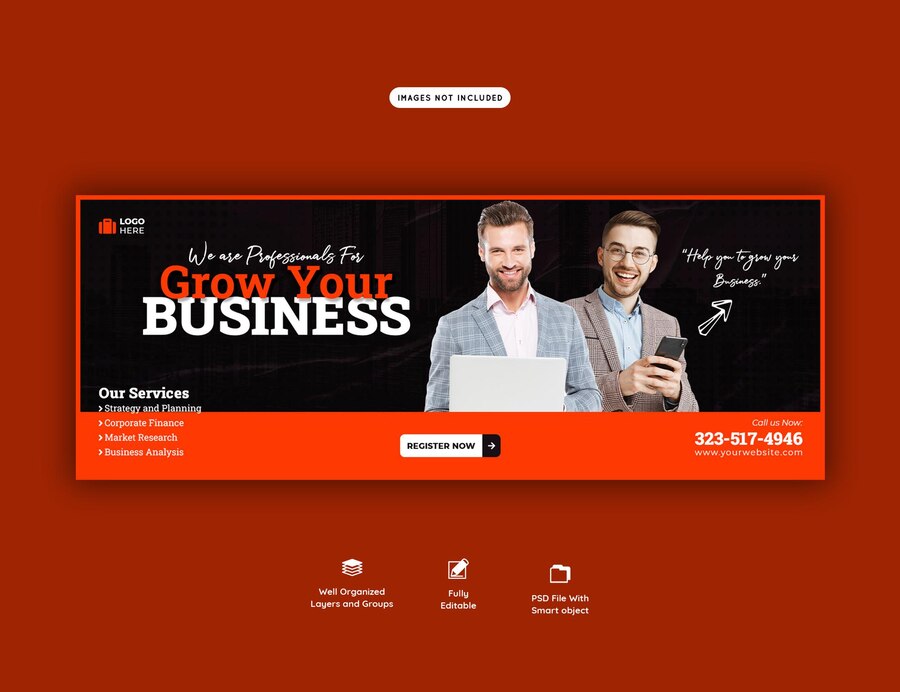 IMAGES NOT INCLUDED
LOGO
HERE
We are Professionals For
Grow Your
BUSINESS
"Help you to grow your
Business."
Our Services
Strategy and Planning
Corporate Finance
Market Research
Business Analysis
REGISTER NOW
Call us Now:
323-517-4946
www.yourwebsite.com
Well Organized
Layers and Groups
Fully
Editable
PSD File With
Smart object